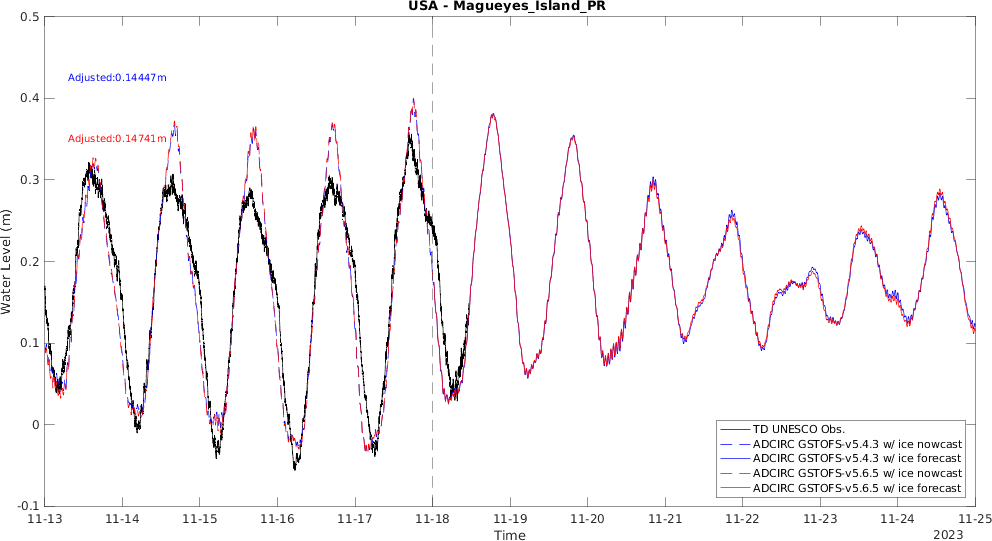 USA - Magueyes_Island_PR
0.5
0.4
0.3
0.2
0.1
0
-0.1
Water Level (m)
Adjusted:0.14447m
Adjusted:0.14741m
TD UNESCO Obs.
ADCIRC GSTOFS-v5.4.3 w/ ice nowcast
ADCIRC GSTOFS-v5.4.3 w/ ice forecast
ADCIRC GSTOFS-v5.6.5 w/ ice nowcast
ADCIRC GSTOFS-v5.6.5 w/ ice forecast
11-13 11-14 11-15 11-16 11-17 11-18 11-19 11-20 11-21 11-22 11-23 11-24 11-25
Time
2023